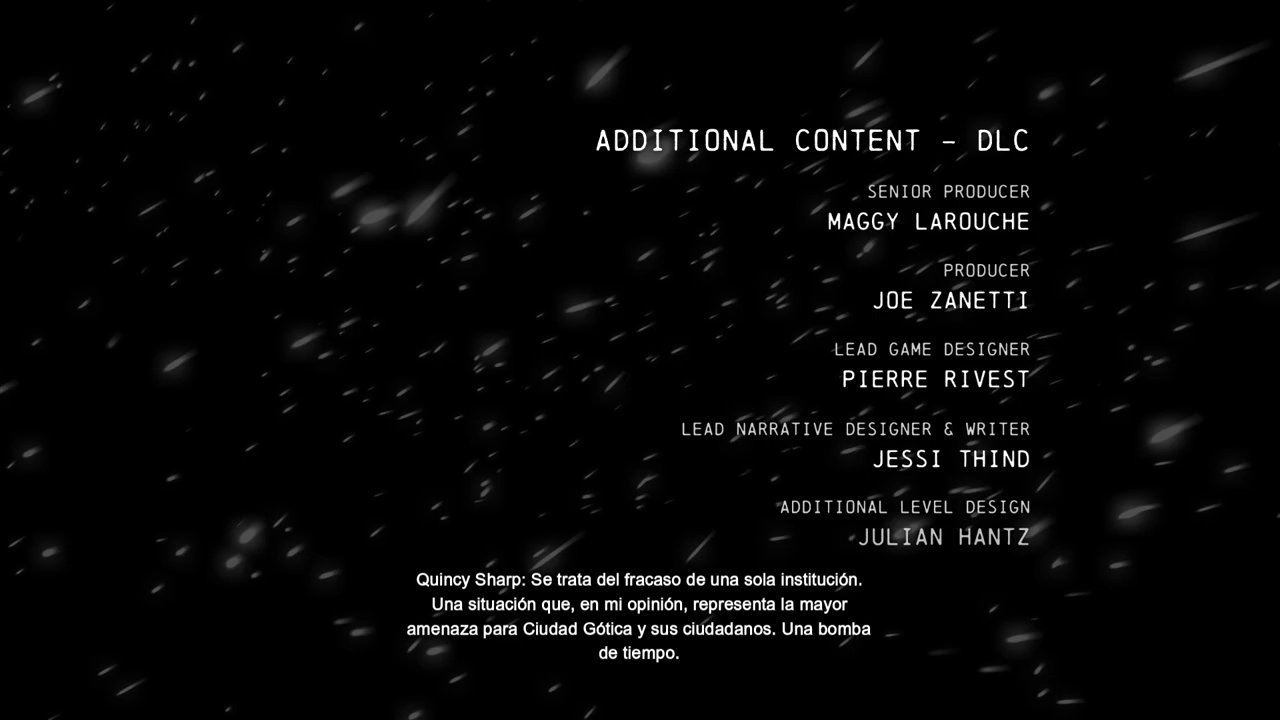 ADDITIONAL CONTENT – DLC
SENIOR PRODUCER
MAGGY LAROUCHE
PRODUCER
JOE ZANETTI
LEAD GAME DESIGNER
PIERRE RIVEST
LEAD NARRATIVE DESIGNER & WRITER
JESSI THIND
ADDITIONAL LEVEL DESIGN
JULIAN HANTZ
Quincy Sharp: Se trata del fracaso de una sola institución.
Una situación que, en mi opinión, representa la mayor
amenaza para Ciudad Gótica y sus ciudadanos. Una bomba
de tiempo.